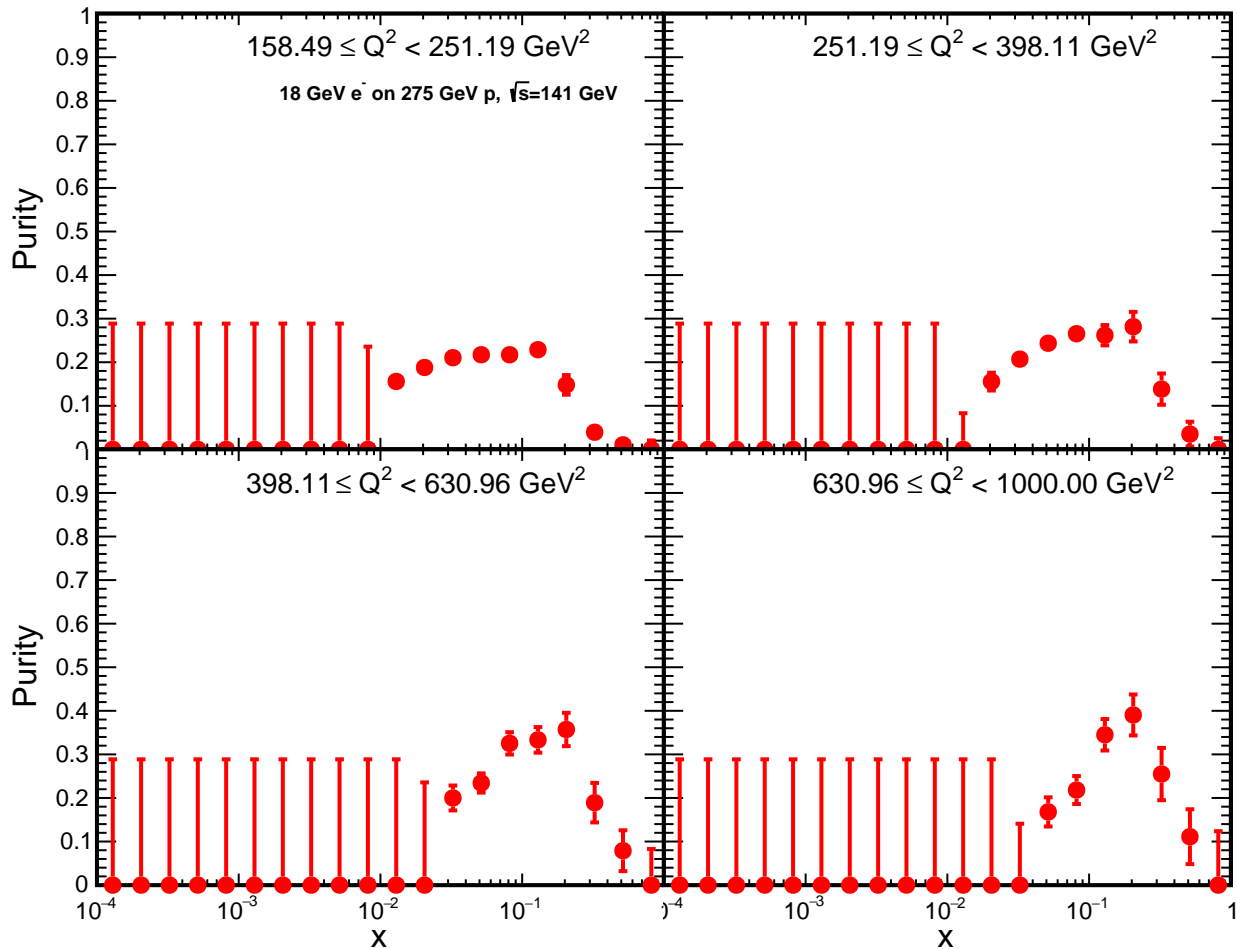 158.49 ≤ Q² < 251.19 GeV²
18 GeV e⁻ on 275 GeV p, √s=141 GeV
251.19 ≤ Q² < 398.11 GeV²
1
0.9
0.8
0.7
0.6
0.5
0.4
0.3
0.2
0.1
0
Purity
398.11 ≤ Q² < 630.96 GeV²
630.96 ≤ Q² < 1000.00 GeV²
0.9
0.8
0.7
0.6
0.5
0.4
0.3
0.2
0.1
0
Purity
10⁻⁴ 10⁻³ 10⁻² 10⁻¹ 10⁻³ 10⁻² 10⁻¹ 1
x x